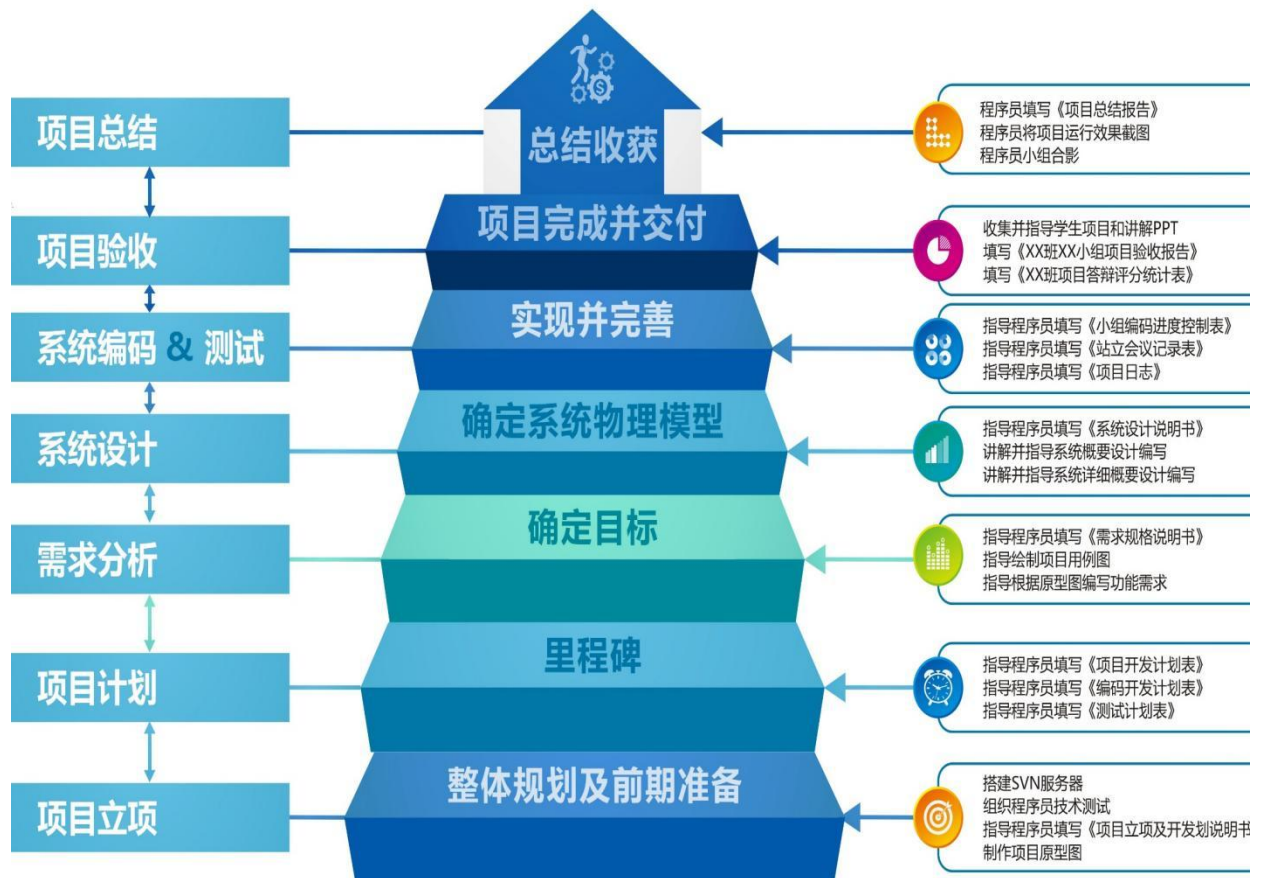 项目总结
总结收获
程序员填写《项目总结报告》
程序员将项目运行效果截图
程序员小组合影
项目验收
项目完成并交付
收集并指导学生项目和讲解PPT
填写《XX班XX小组项目验收报告》
填写《XX班项目答辩评分统计表》
系统编码 & 测试
实现并完善
指导程序员填写《小组编码进度控制表》
指导程序员填写《站立会议记录表》
指导程序员填写《项目日志》
系统设计
确定系统物理模型
指导程序员填写《系统设计说明书》
讲解并指导系统概要设计编写
讲解并指导系统详细概要设计编写
需求分析
确定目标
指导程序员填写《需求规格说明书》
指导绘制项目用例图
指导根据原型图编写功能需求
项目计划
里程碑
指导程序员填写《项目开发计划表》
指导程序员填写《编码开发计划表》
指导程序员填写《测试计划表》
项目立项
整体规划及前期准备
搭建SVN服务器
组织程序员技术测试
指导程序员填写《项目立项及开发划说明书
制作项目原型图